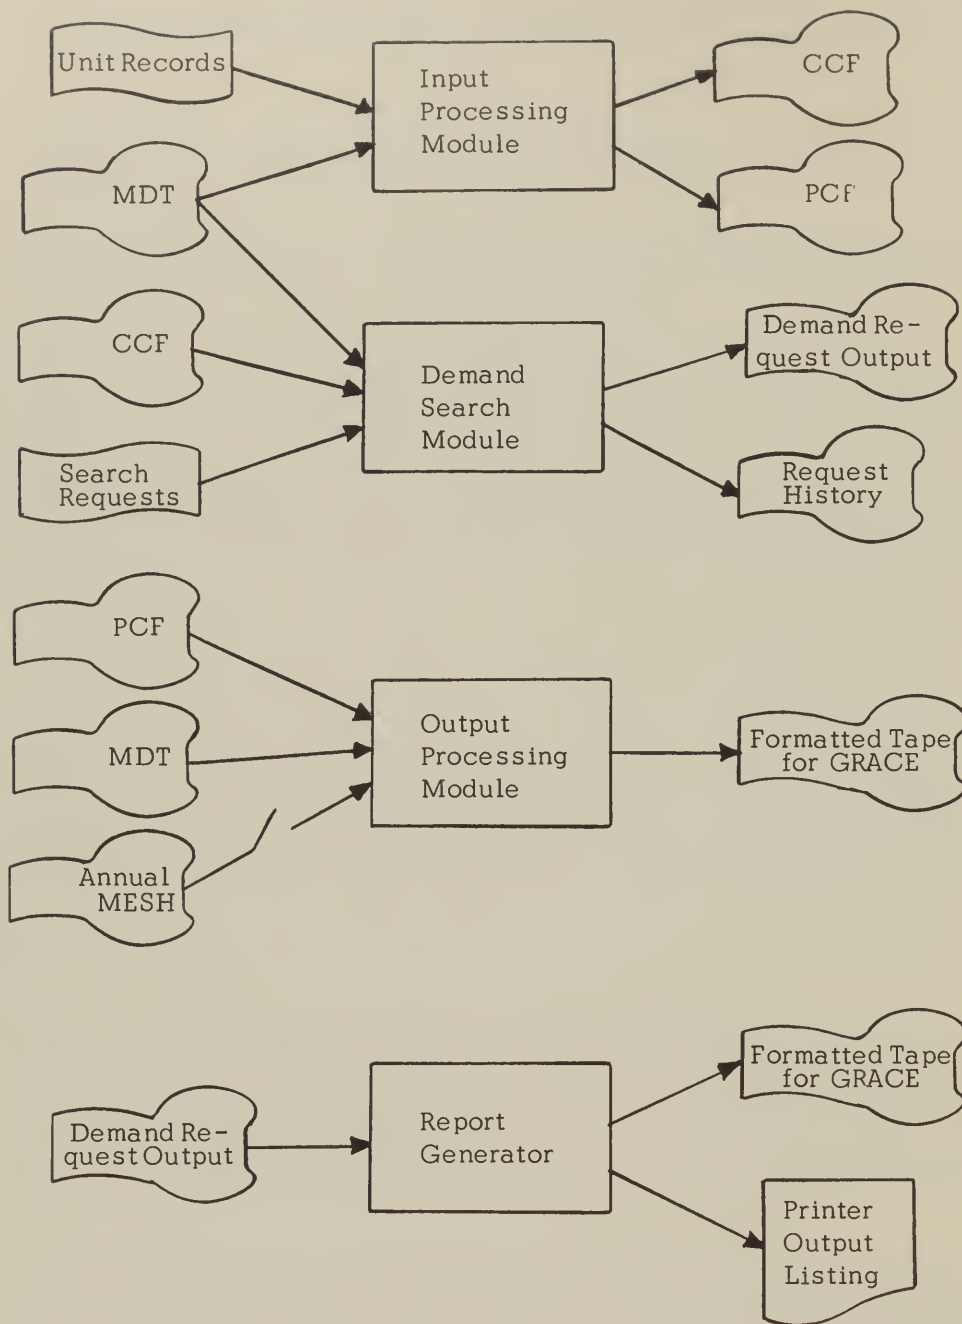 Unit Records
Input
Processing
Module
CCF
MDT
PCF
CCF
Demand
Search
Module
Demand Re-
quest Output
Search
Requests
Request
History
PCF
MDT
Output
Processing
Module
Formatted Tape
for GRACE
Annual
MESH
Demand Re-
quest Output
Report
Generator
Formatted Tape
for GRACE
Printer
Output
Listing